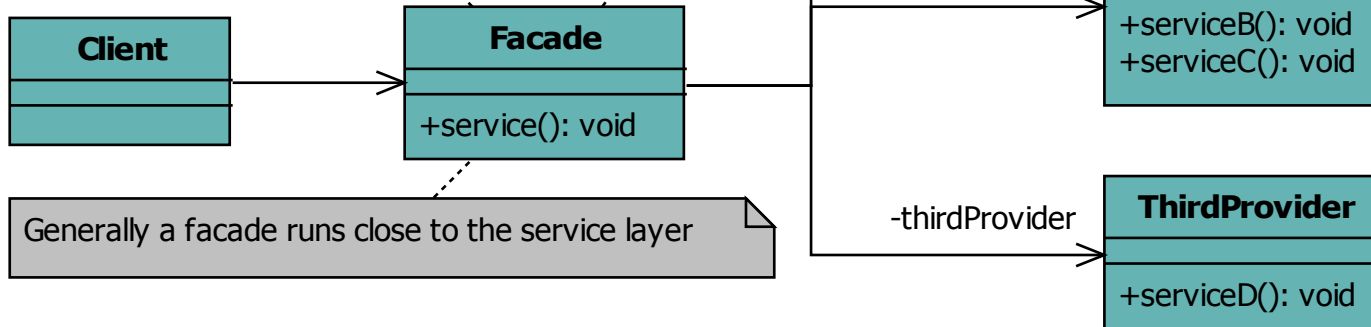 Client
Facade
+service(): void
+serviceB(): void
+serviceC(): void
Generally a facade runs close to the service layer
-thirdProvider
ThirdProvider
+serviceD(): void